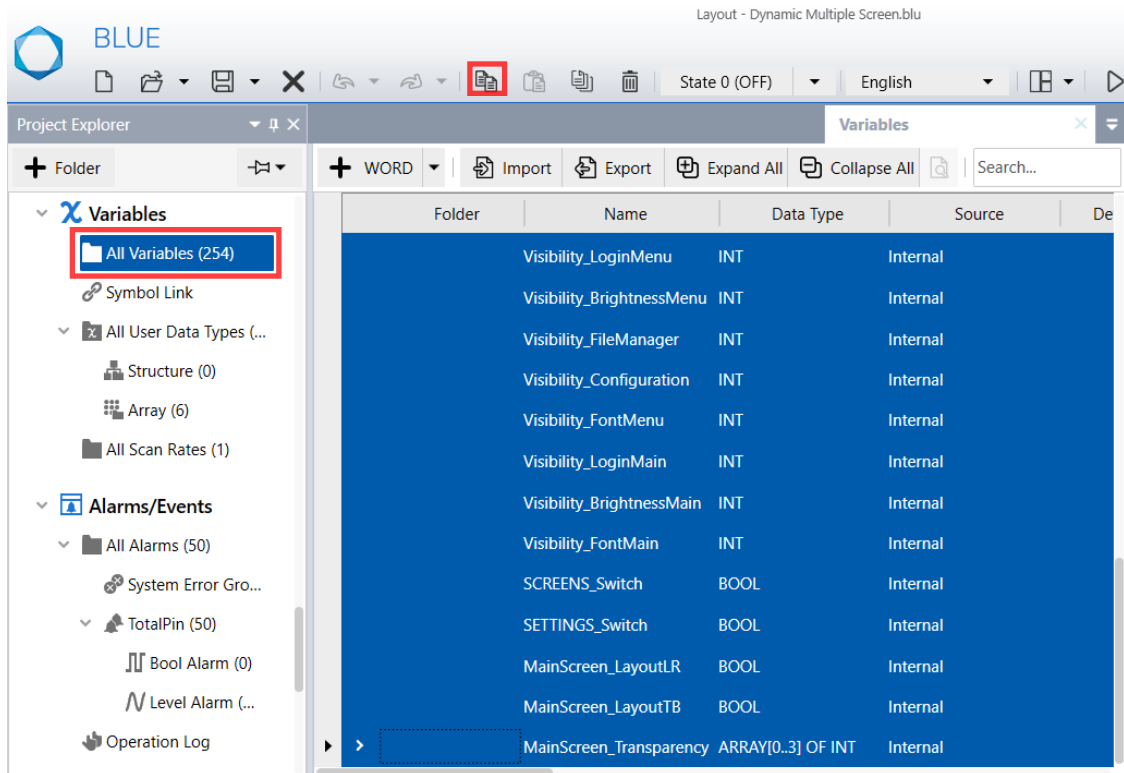 Layout - Dynamic Multiple Screen.blu
BLUE
State 0 (OFF) English
Project Explorer
Variables
Folder
WORD Import Export Expand All Collapse All Search...
Folder Name Data Type Source De
Variables
All Variables (254)
Symbol Link
All User Data Types (...
Structure (0)
Array (6)
All Scan Rates (1)
Alarms/Events
All Alarms (50)
System Error Gro...
TotalPin (50)
Bool Alarm (0)
Level Alarm (...
Operation Log
Visibility_LoginMenu INT Internal
Visibility_BrightnessMenu INT Internal
Visibility_FileManager INT Internal
Visibility_Configuration INT Internal
Visibility_FontMenu INT Internal
Visibility_LoginMain INT Internal
Visibility_BrightnessMain INT Internal
Visibility_FontMain INT Internal
SCREENS_Switch BOOL Internal
SETTINGS_Switch BOOL Internal
MainScreen_LayoutLR BOOL Internal
MainScreen_LayoutTB BOOL Internal
MainScreen_Transparency ARRAY[0..3] OF INT Internal